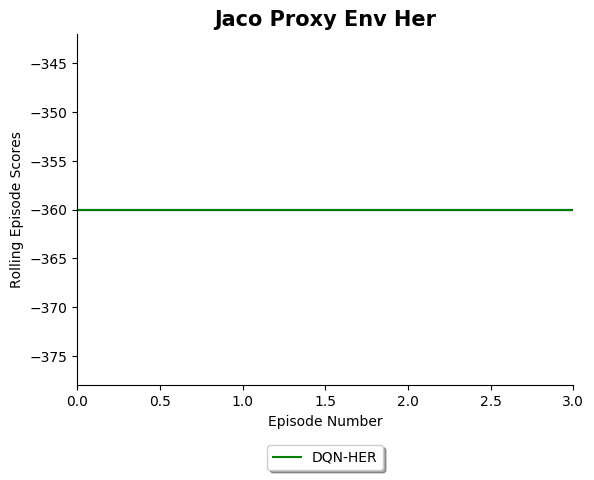 Jaco Proxy Env Her
Rolling Episode Scores
−345
−350
−355
−360
−365
−370
−375
0.0 0.5 1.0 1.5 2.0 2.5 3.0
Episode Number
DQN-HER